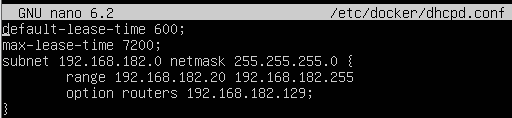 GNU nano 6.2 /etc/docker/dhcpd.conf
default-lease-time 600;
max-lease-time 7200;
subnet 192.168.182.0 netmask 255.255.255.0 {
range 192.168.182.20 192.168.182.255
option routers 192.168.182.129;
}